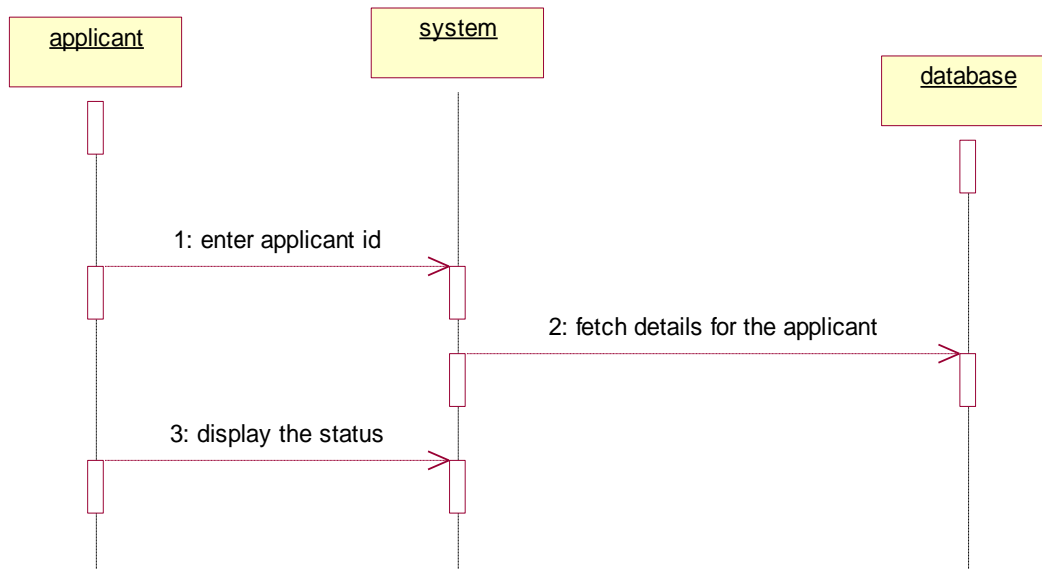 applicant
system
database
1: enter applicant id
2: fetch details for the applicant
3: display the status